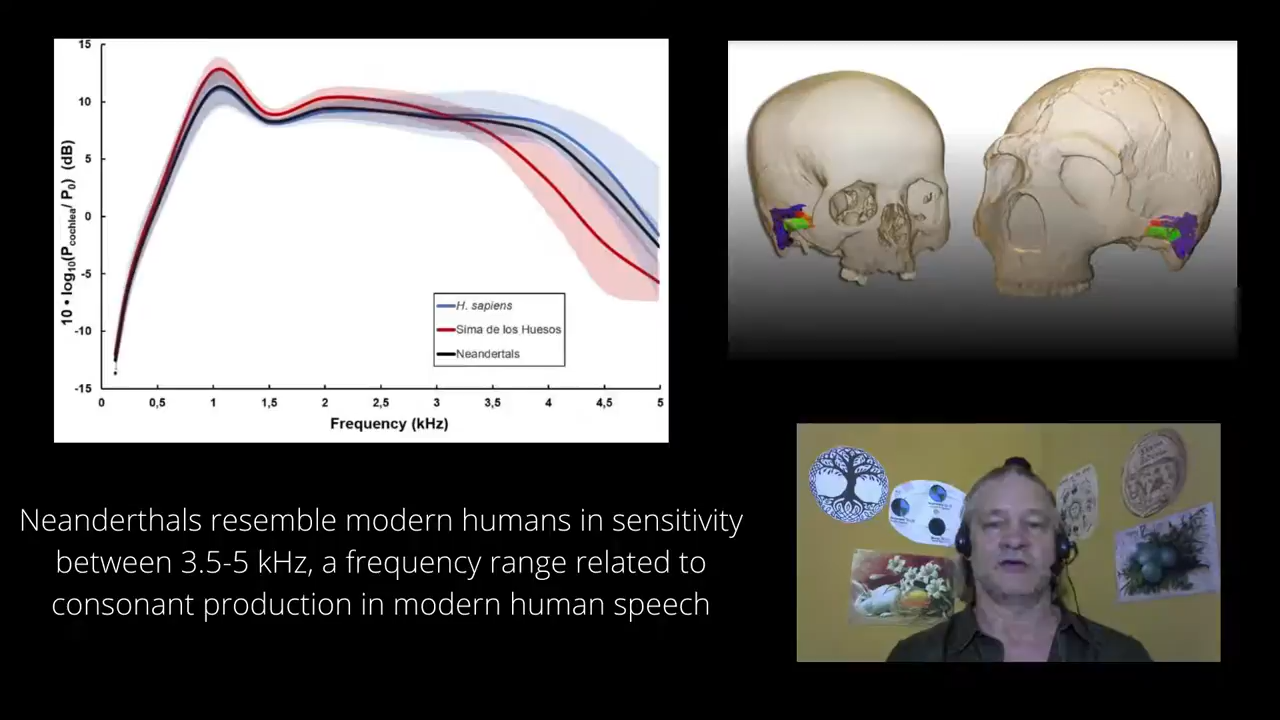 15
10
5
0
-5
-10
-15
10 • log10(Pcochlea/ P0) (dB)
H. sapiens
Sima de los Huesos
Neandertals
0 0,5 1 1,5 2 2,5 3 3,5 4 4,5 5
Frequency (kHz)
Neanderthals resemble modern humans in sensitivity
between 3.5-5 kHz, a frequency range related to
consonant production in modern human speech